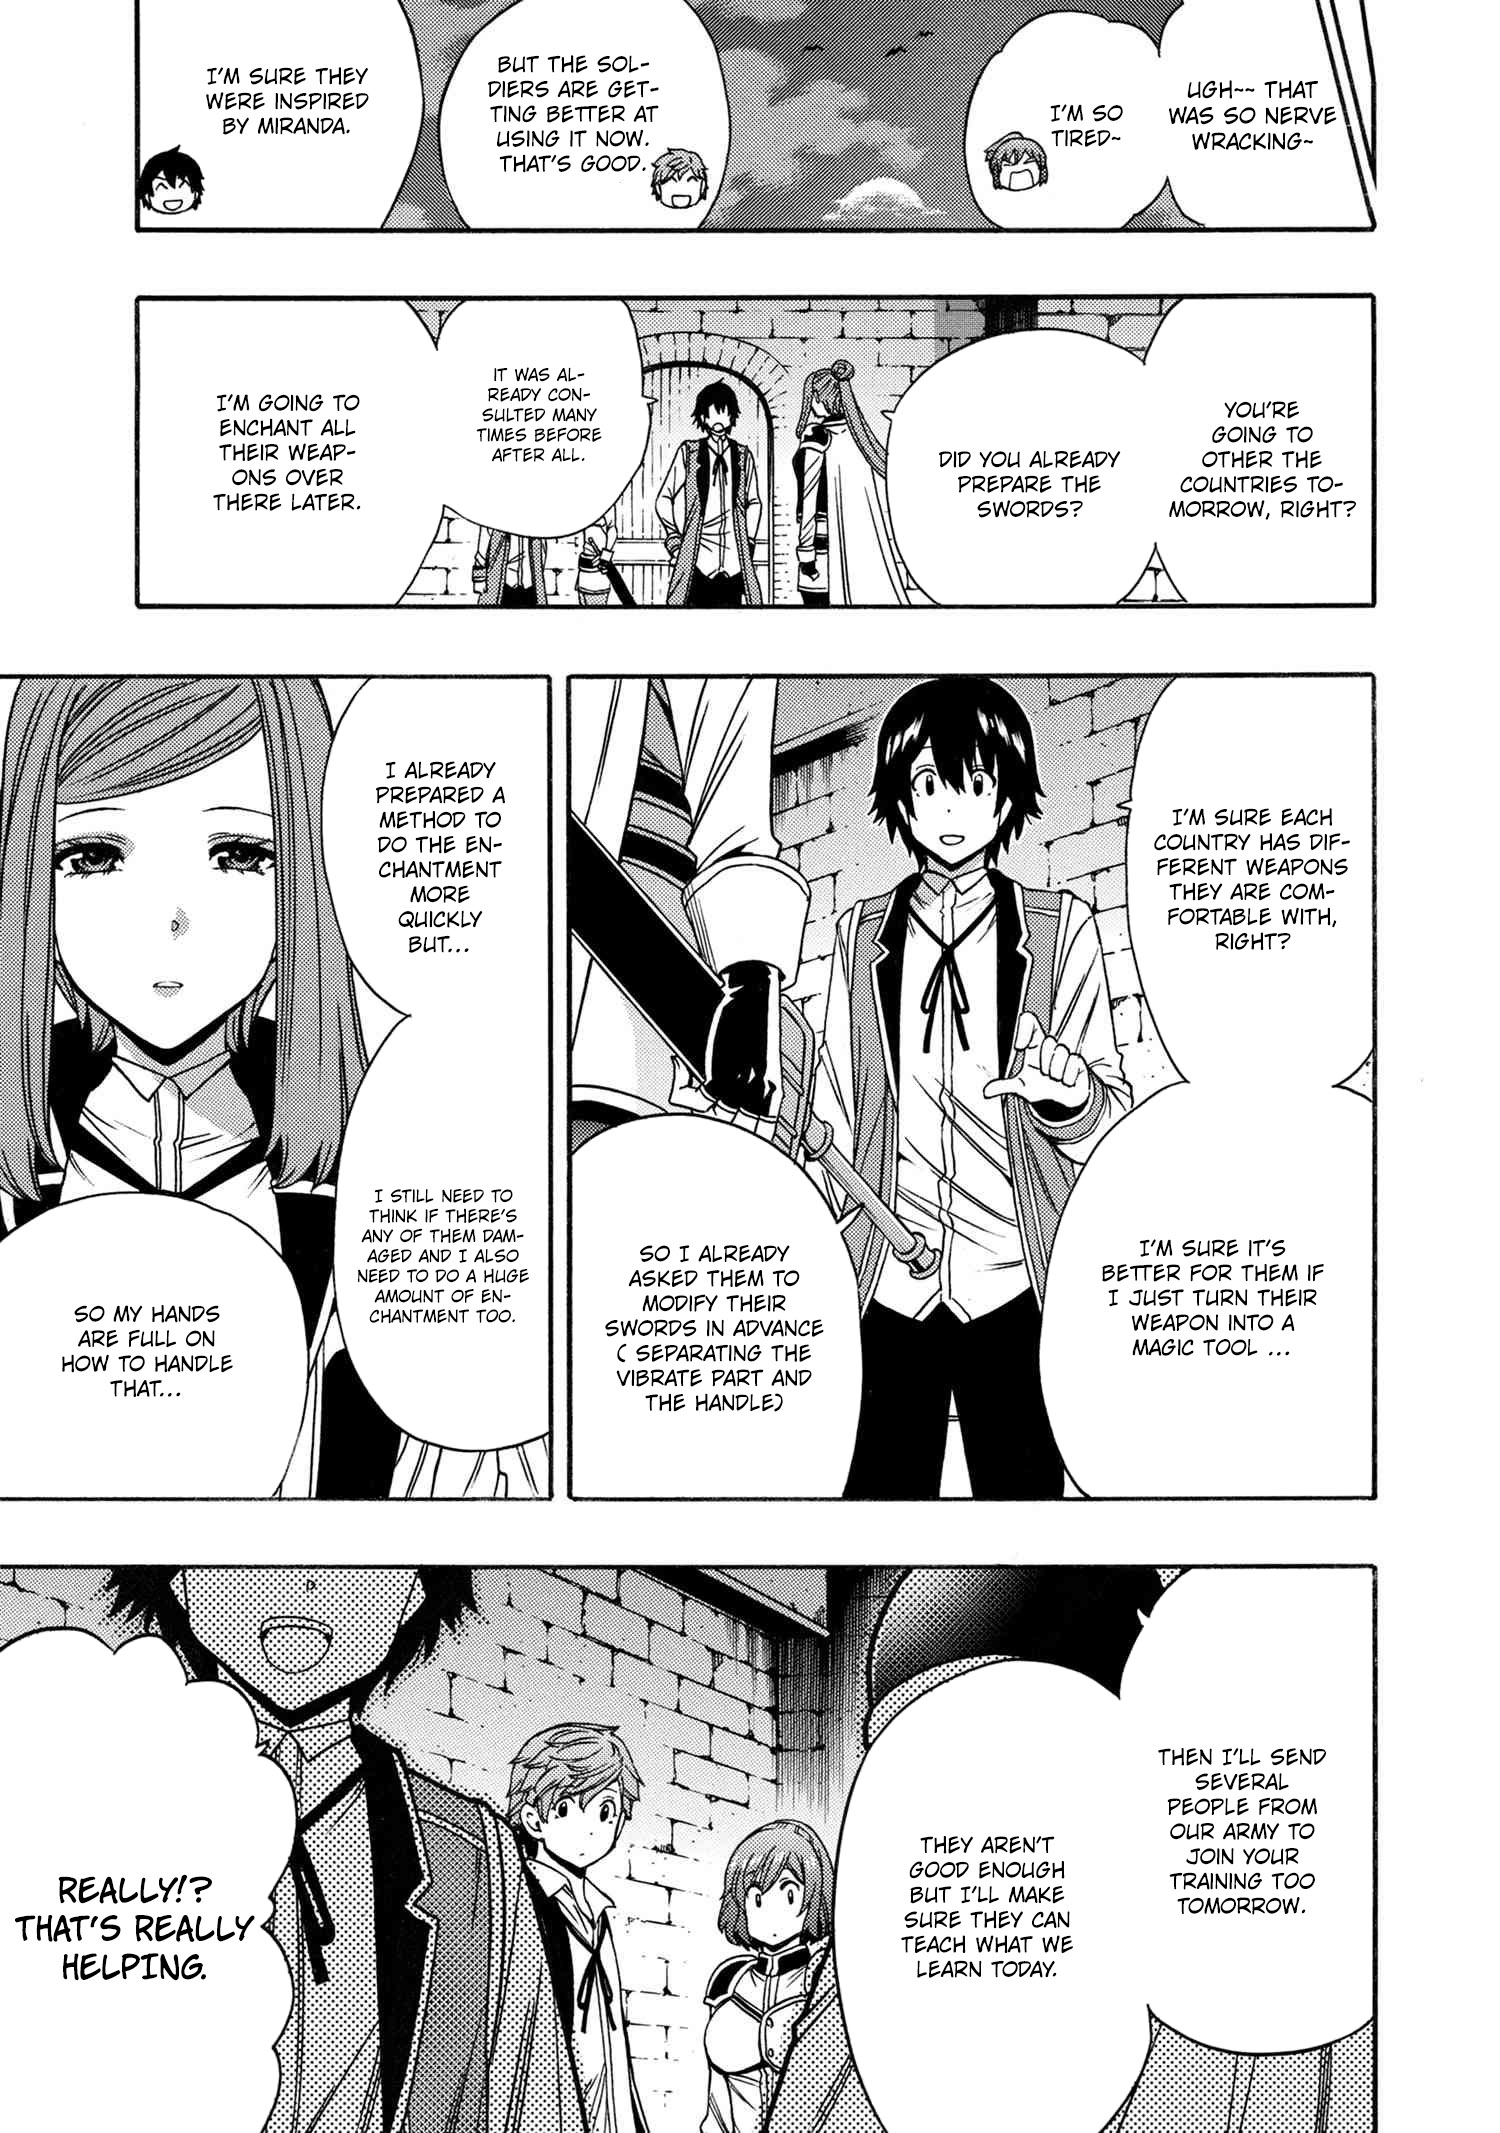 UGH~~ THAT
WAS SO NERVE
WRACKING~
I'M SO
TIRED~
BUT THE SOL-
DIERS ARE GET-
TING BETTER AT
USING IT NOW.
THAT'S GOOD.
I'M SURE THEY
WERE INSPIRED
BY MIRANDA.
YOU'RE
GOING TO
OTHER THE
COUNTRIES TO-
MORROW, RIGHT?
DID YOU ALREADY
PREPARE THE
SWORDS?
IT WAS AL-
READY CON-
SULTED MANY
TIMES BEFORE
AFTER ALL.
I'M GOING TO
ENCHANT ALL
THEIR WEAP-
ONS OVER
THERE LATER.
I'M SURE EACH
COUNTRY HAS DIF-
FERENT WEAPONS
THEY ARE COM-
FORTABLE WITH,
RIGHT?
I'M SURE IT'S
BETTER FOR THEM IF
I JUST TURN THEIR
WEAPON INTO A
MAGIC TOOL ...
SO I ALREADY
ASKED THEM TO
MODIFY THEIR
SWORDS IN ADVANCE
( SEPARATING THE
VIBRATE PART AND
THE HANDLE)
I ALREADY
PREPARED A
METHOD TO
DO THE EN-
CHANTMENT
MORE
QUICKLY
BUT...
I STILL NEED TO
THINK IF THERE'S
ANY OF THEM DAM-
AGED AND I ALSO
NEED TO DO A HUGE
AMOUNT OF EN-
CHANTMENT TOO.
SO MY HANDS
ARE FULL ON
HOW TO HANDLE
THAT...
THEN I'LL SEND
SEVERAL
PEOPLE FROM
OUR ARMY TO
JOIN YOUR
TRAINING TOO
TOMORROW.
THEY AREN'T
GOOD ENOUGH
BUT I'LL MAKE
SURE THEY CAN
TEACH WHAT WE
LEARN TODAY.
REALLY!?
THAT'S REALLY
HELPING.